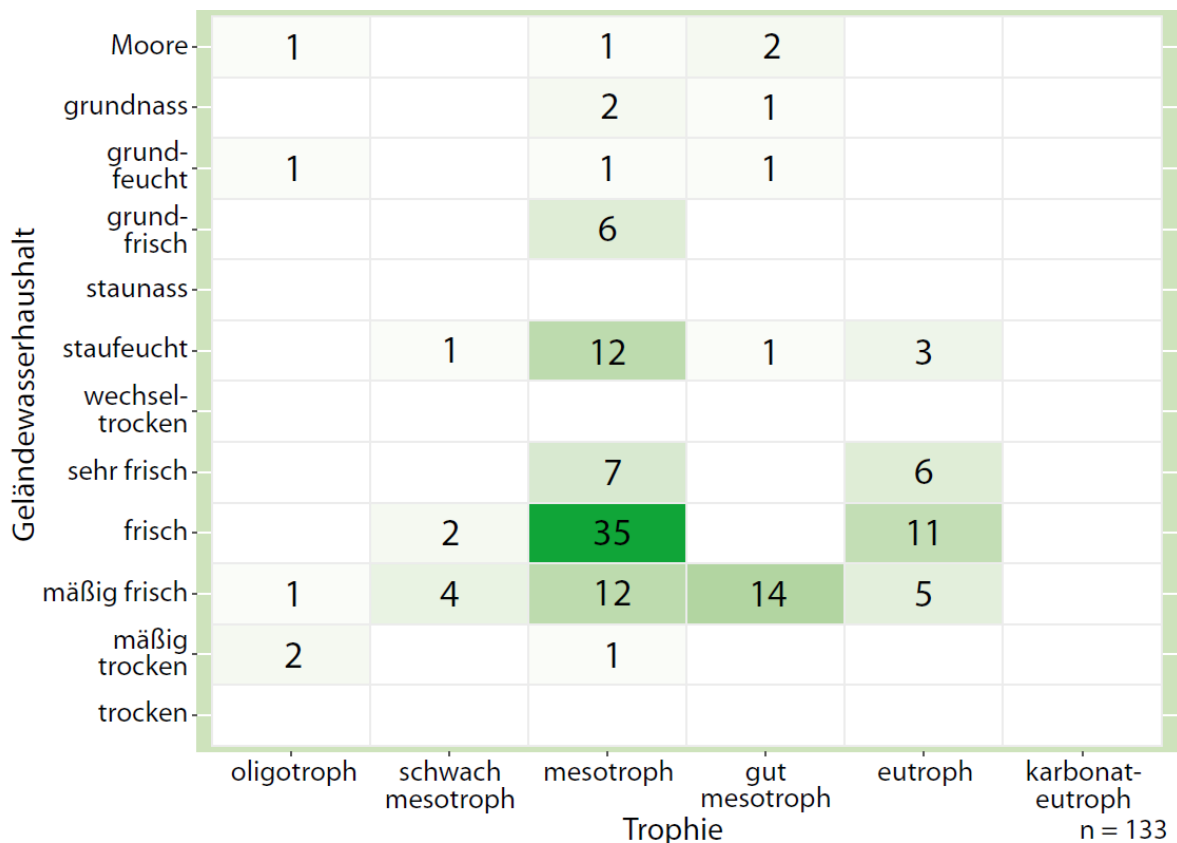 Geländewasserhaushalt
Moore 1 1 2
grundnass 2 1
grund-
feucht 1 1 1
grund-
frisch 6
staunass
staufeucht 1 12 1 3
wechsel-
trocken
sehr frisch 7 6
frisch 2 35 11
mäßig frisch 1 4 12 14 5
mäßig
trocken 2 1
trocken
oligotroph schwach mesotroph gut eutroph karbonat-
mesotroph mesotroph eutroph
Trophie
n = 133